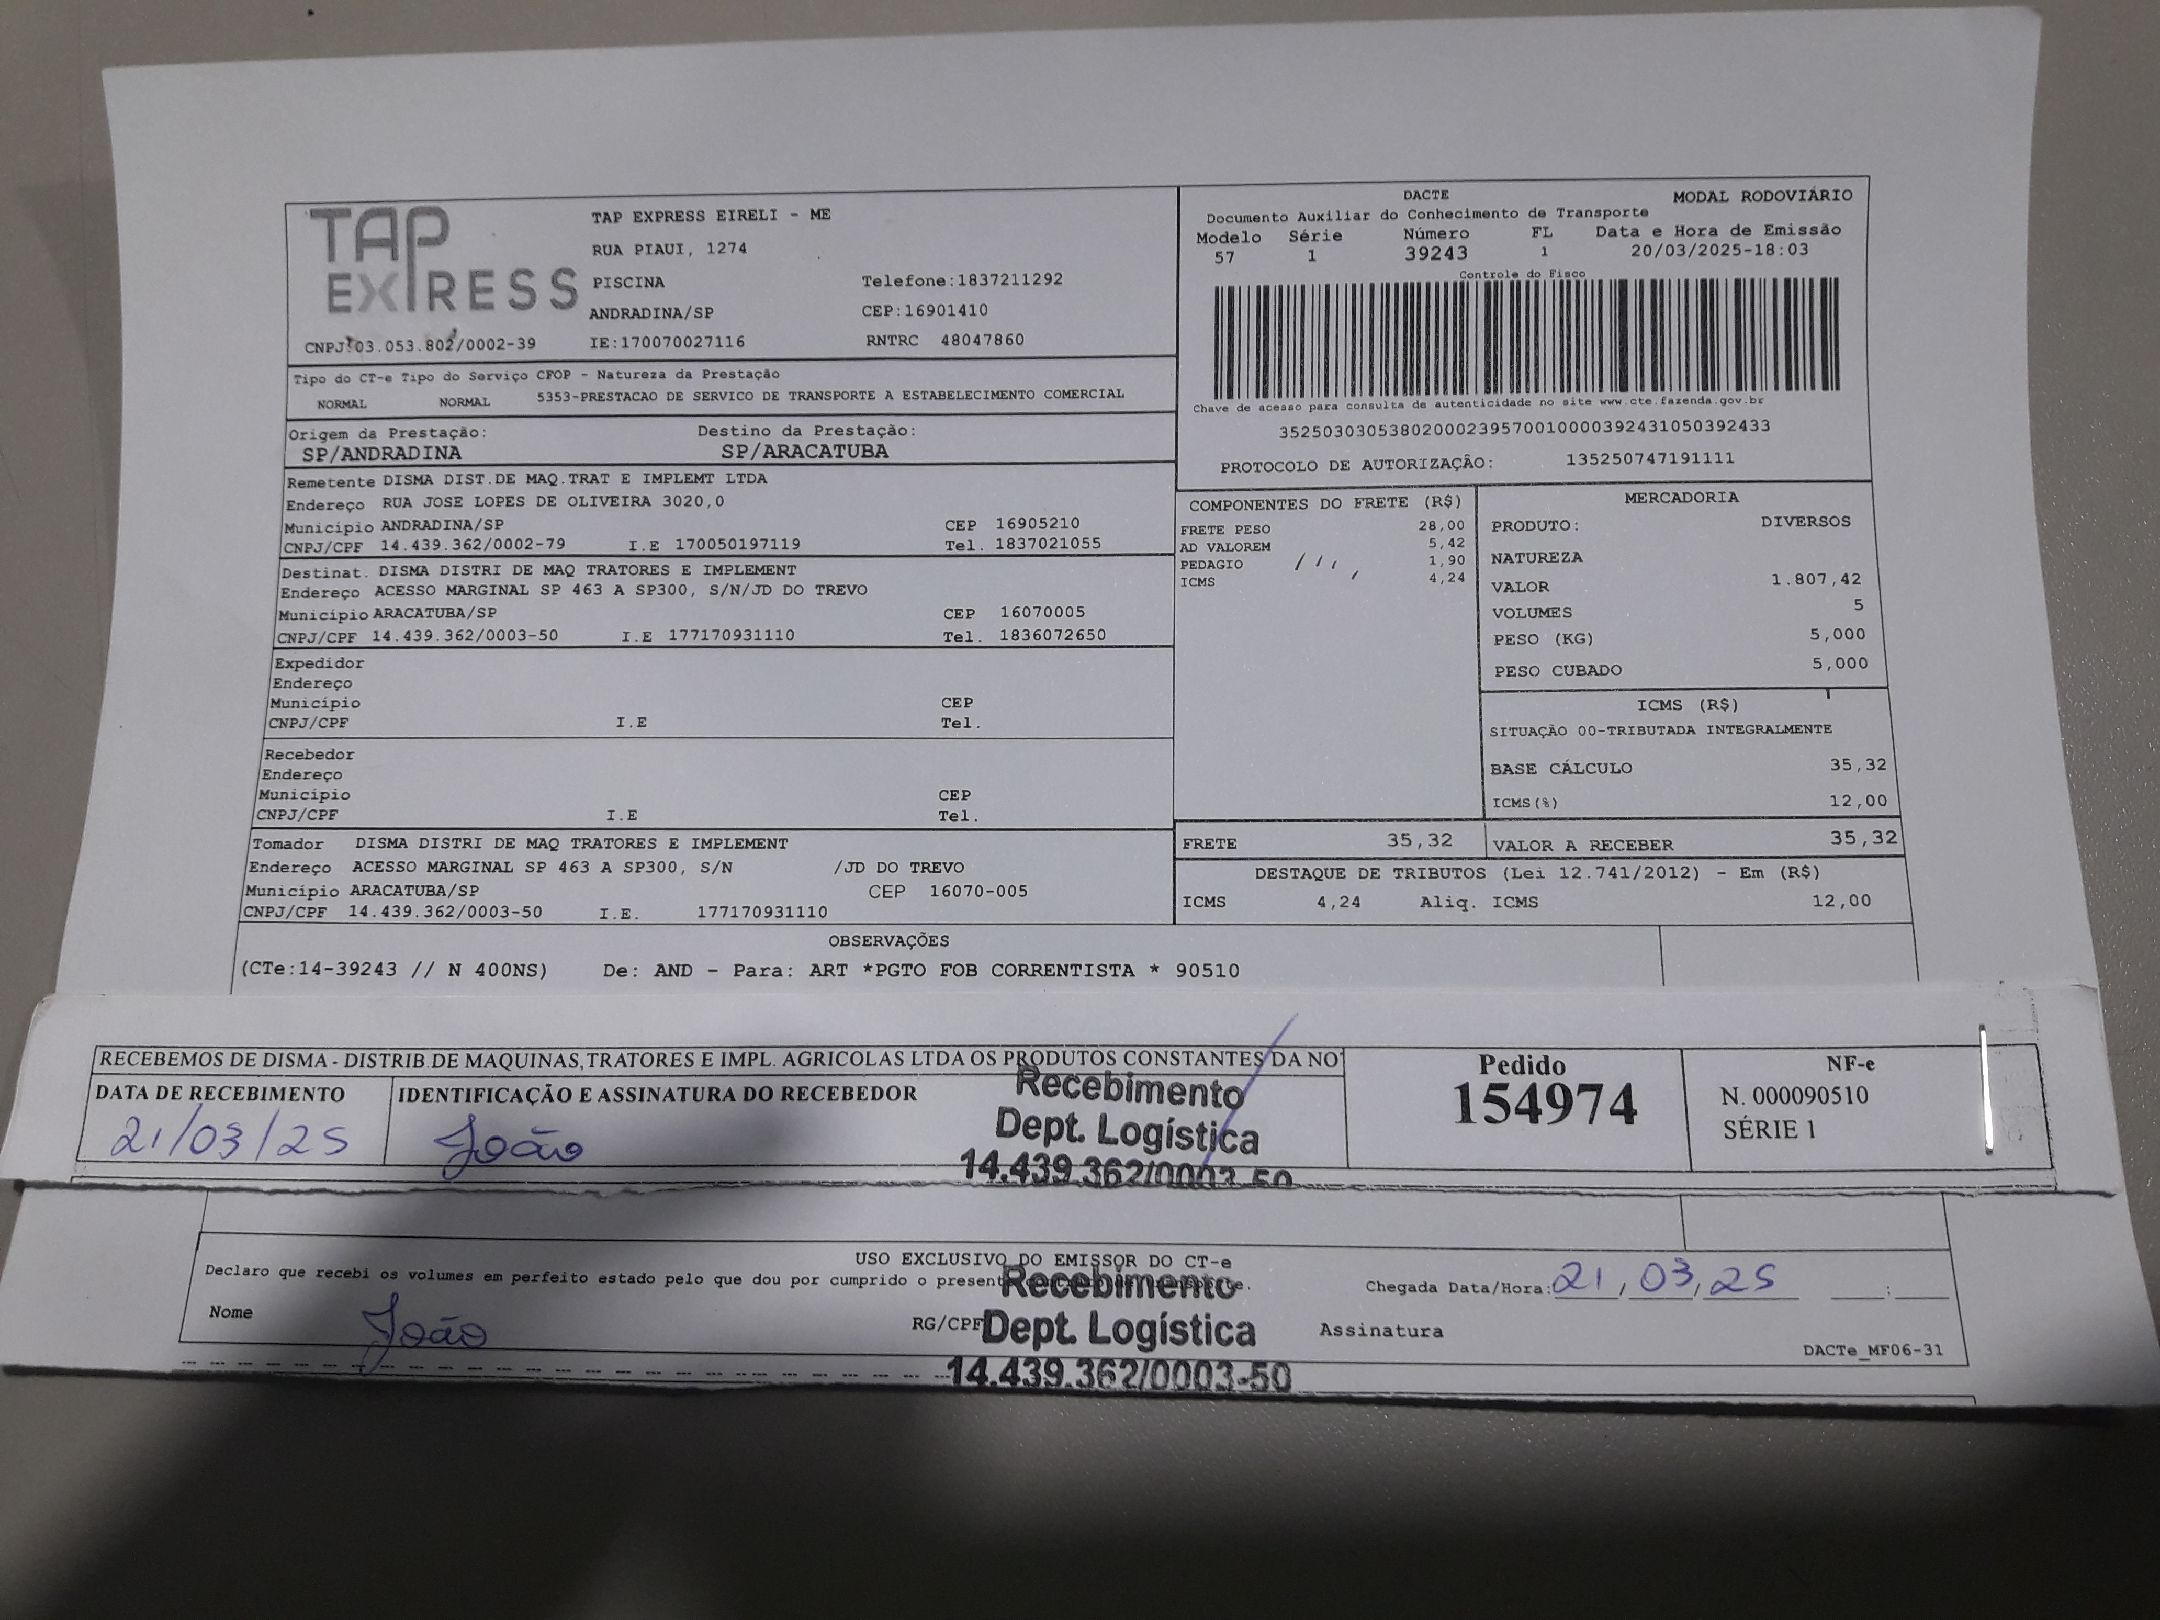 TAP EXPRESS
TAP EXPRESS EIRELI - ME
RUA PIAUI, 1274
PISCINA Telefone:1837211292
ANDRADINA/SP CEP:16901410
CNPJ:03.053.802/0002-39 IE:170070027116 RNTRC 48047860
DACTE MODAL RODOVIÁRIO
Documento Auxiliar do Conhecimento de Transporte
Modelo Série Número FL Data e Hora de Emissão
57 1 39243 1 20/03/2025-18:03
Controle do Fisco
Chave de acesso para consulta de autenticidade no site www.cte.fazenda.gov.br
35250303053802000239570010000392431050392433
PROTOCOLO DE AUTORIZAÇÃO: 135250747191111
Tipo do CT-e Tipo do Serviço CFOP - Natureza da Prestação
NORMAL NORMAL 5353-PRESTACAO DE SERVICO DE TRANSPORTE A ESTABELECIMENTO COMERCIAL
Origem da Prestação: Destino da Prestação:
SP/ANDRADINA SP/ARACATUBA
Remetente DISMA DIST.DE MAQ.TRAT E IMPLEMT LTDA
Endereço RUA JOSE LOPES DE OLIVEIRA 3020,0
Município ANDRADINA/SP CEP 16905210
CNPJ/CPF 14.439.362/0002-79 I.E 170050197119 Tel. 1837021055
Destinat. DISMA DISTRI DE MAQ TRATORES E IMPLEMENT
Endereço ACESSO MARGINAL SP 463 A SP300, S/N/JD DO TREVO
Município ARACATUBA/SP CEP 16070005
CNPJ/CPF 14.439.362/0003-50 I.E 177170931110 Tel. 1836072650
Expedidor
Endereço
Município CEP
CNPJ/CPF I.E Tel.
Recebedor
Endereço
Município CEP
CNPJ/CPF I.E Tel.
Tomador DISMA DISTRI DE MAQ TRATORES E IMPLEMENT
Endereço ACESSO MARGINAL SP 463 A SP300, S/N /JD DO TREVO
Município ARACATUBA/SP CEP 16070-005
CNPJ/CPF 14.439.362/0003-50 I.E. 177170931110
COMPONENTES DO FRETE (R$)
FRETE PESO 28,00
AD VALOREM 5,42
PEDAGIO 1,90
ICMS 4,24
MERCADORIA
PRODUTO: DIVERSOS
NATUREZA
VALOR 1.807,42
VOLUMES 5
PESO (KG) 5,000
PESO CUBADO 5,000
ICMS (R$)
SITUAÇÃO 00-TRIBUTADA INTEGRALMENTE
BASE CÁLCULO 35,32
ICMS(%) 12,00
FRETE 35,32 VALOR A RECEBER 35,32
DESTAQUE DE TRIBUTOS (Lei 12.741/2012) - Em (R$)
ICMS 4,24 Aliq. ICMS 12,00
OBSERVAÇÕES
(CTe:14-39243 // N 400NS) De: AND - Para: ART *PGTO FOB CORRENTISTA * 90510
RECEBEMOS DE DISMA - DISTRIB.DE MAQUINAS,TRATORES E IMPL. AGRICOLAS LTDA OS PRODUTOS CONSTANTES DA NO
DATA DE RECEBIMENTO IDENTIFICAÇÃO E ASSINATURA DO RECEBEDOR
21/03/25 João
Recebimento
Dept. Logística
14.439.362/0003-50
Pedido
154974
NF-e
N. 000090510
SÉRIE 1
USO EXCLUSIVO DO EMISSOR DO CT-e
Declaro que recebi os volumes em perfeito estado pelo que dou por cumprido o presente
Chegada Data/Hora: 21,03,25 :
Nome João RG/CPF Assinatura
Recebimento
Dept. Logística
14.439.362/0003-50
DACTe_MF06-31